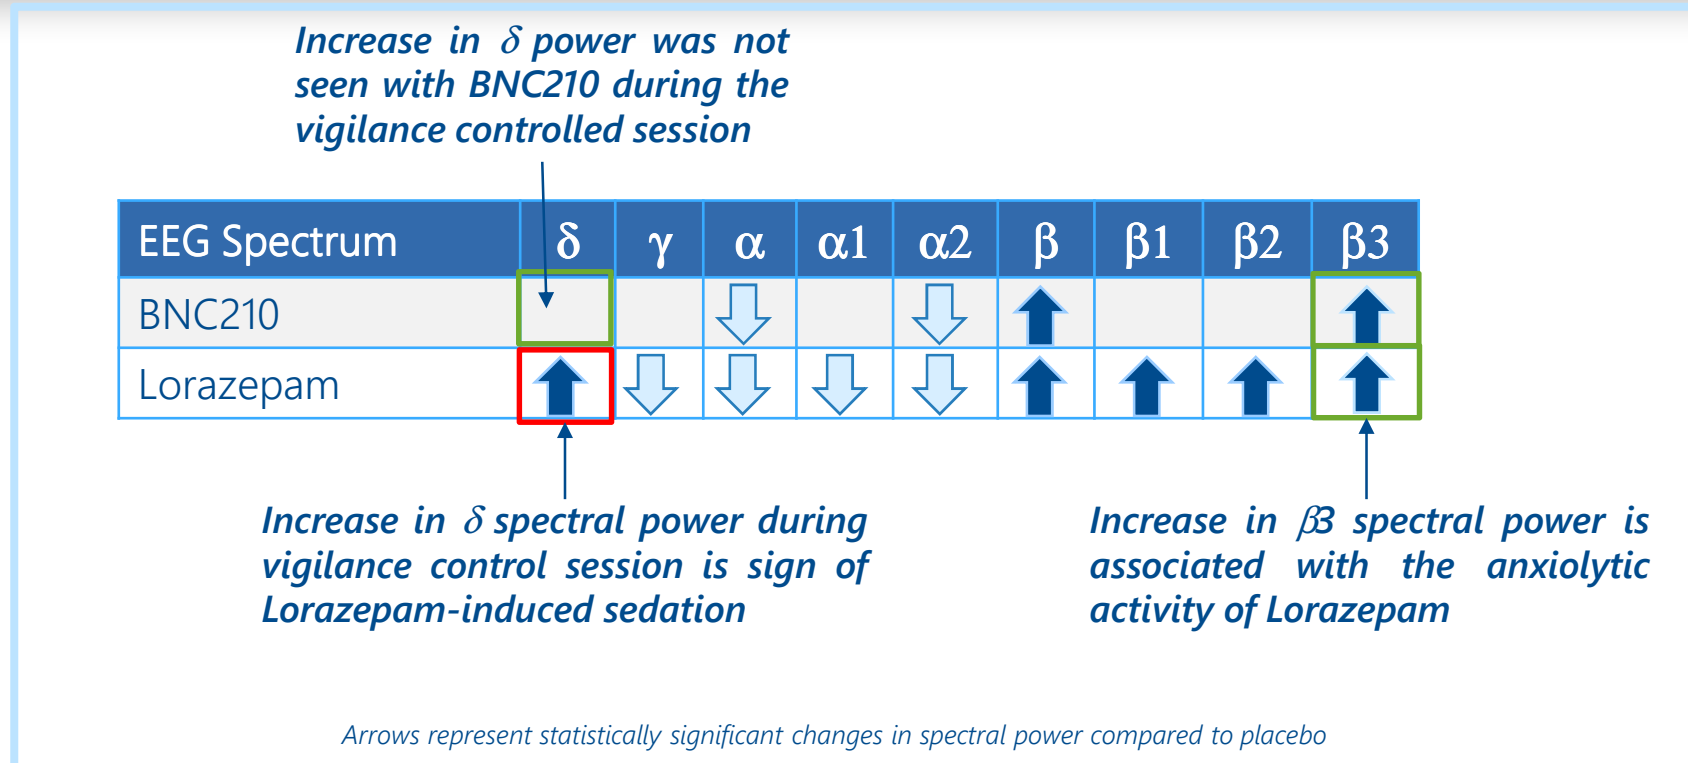 Increase in δ power was not
seen with BNC210 during the
vigilance controlled session
EEG Spectrum δ γ α α1 α2 β β1 β2 β3
BNC210
Lorazepam
Increase in δ spectral power during
vigilance control session is sign of
Lorazepam-induced sedation
Increase in β3 spectral power is
associated with the anxiolytic
activity of Lorazepam
Arrows represent statistically significant changes in spectral power compared to placebo